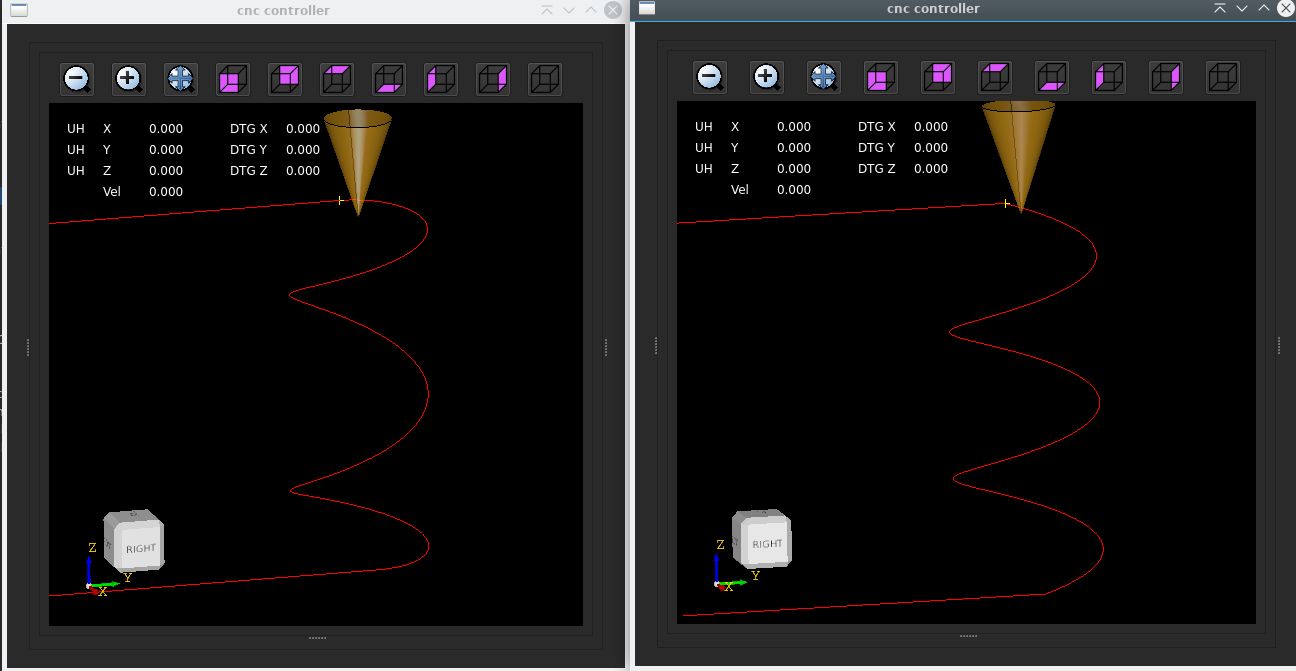 cnc controller
UH X 0.000 DTG X 0.000
UH Y 0.000 DTG Y 0.000
UH Z 0.000 DTG Z 0.000
Vel 0.000
RIGHT
Z
Y
X
cnc controller
UH X 0.000 DTG X 0.000
UH Y 0.000 DTG Y 0.000
UH Z 0.000 DTG Z 0.000
Vel 0.000
RIGHT
Z
Y
X